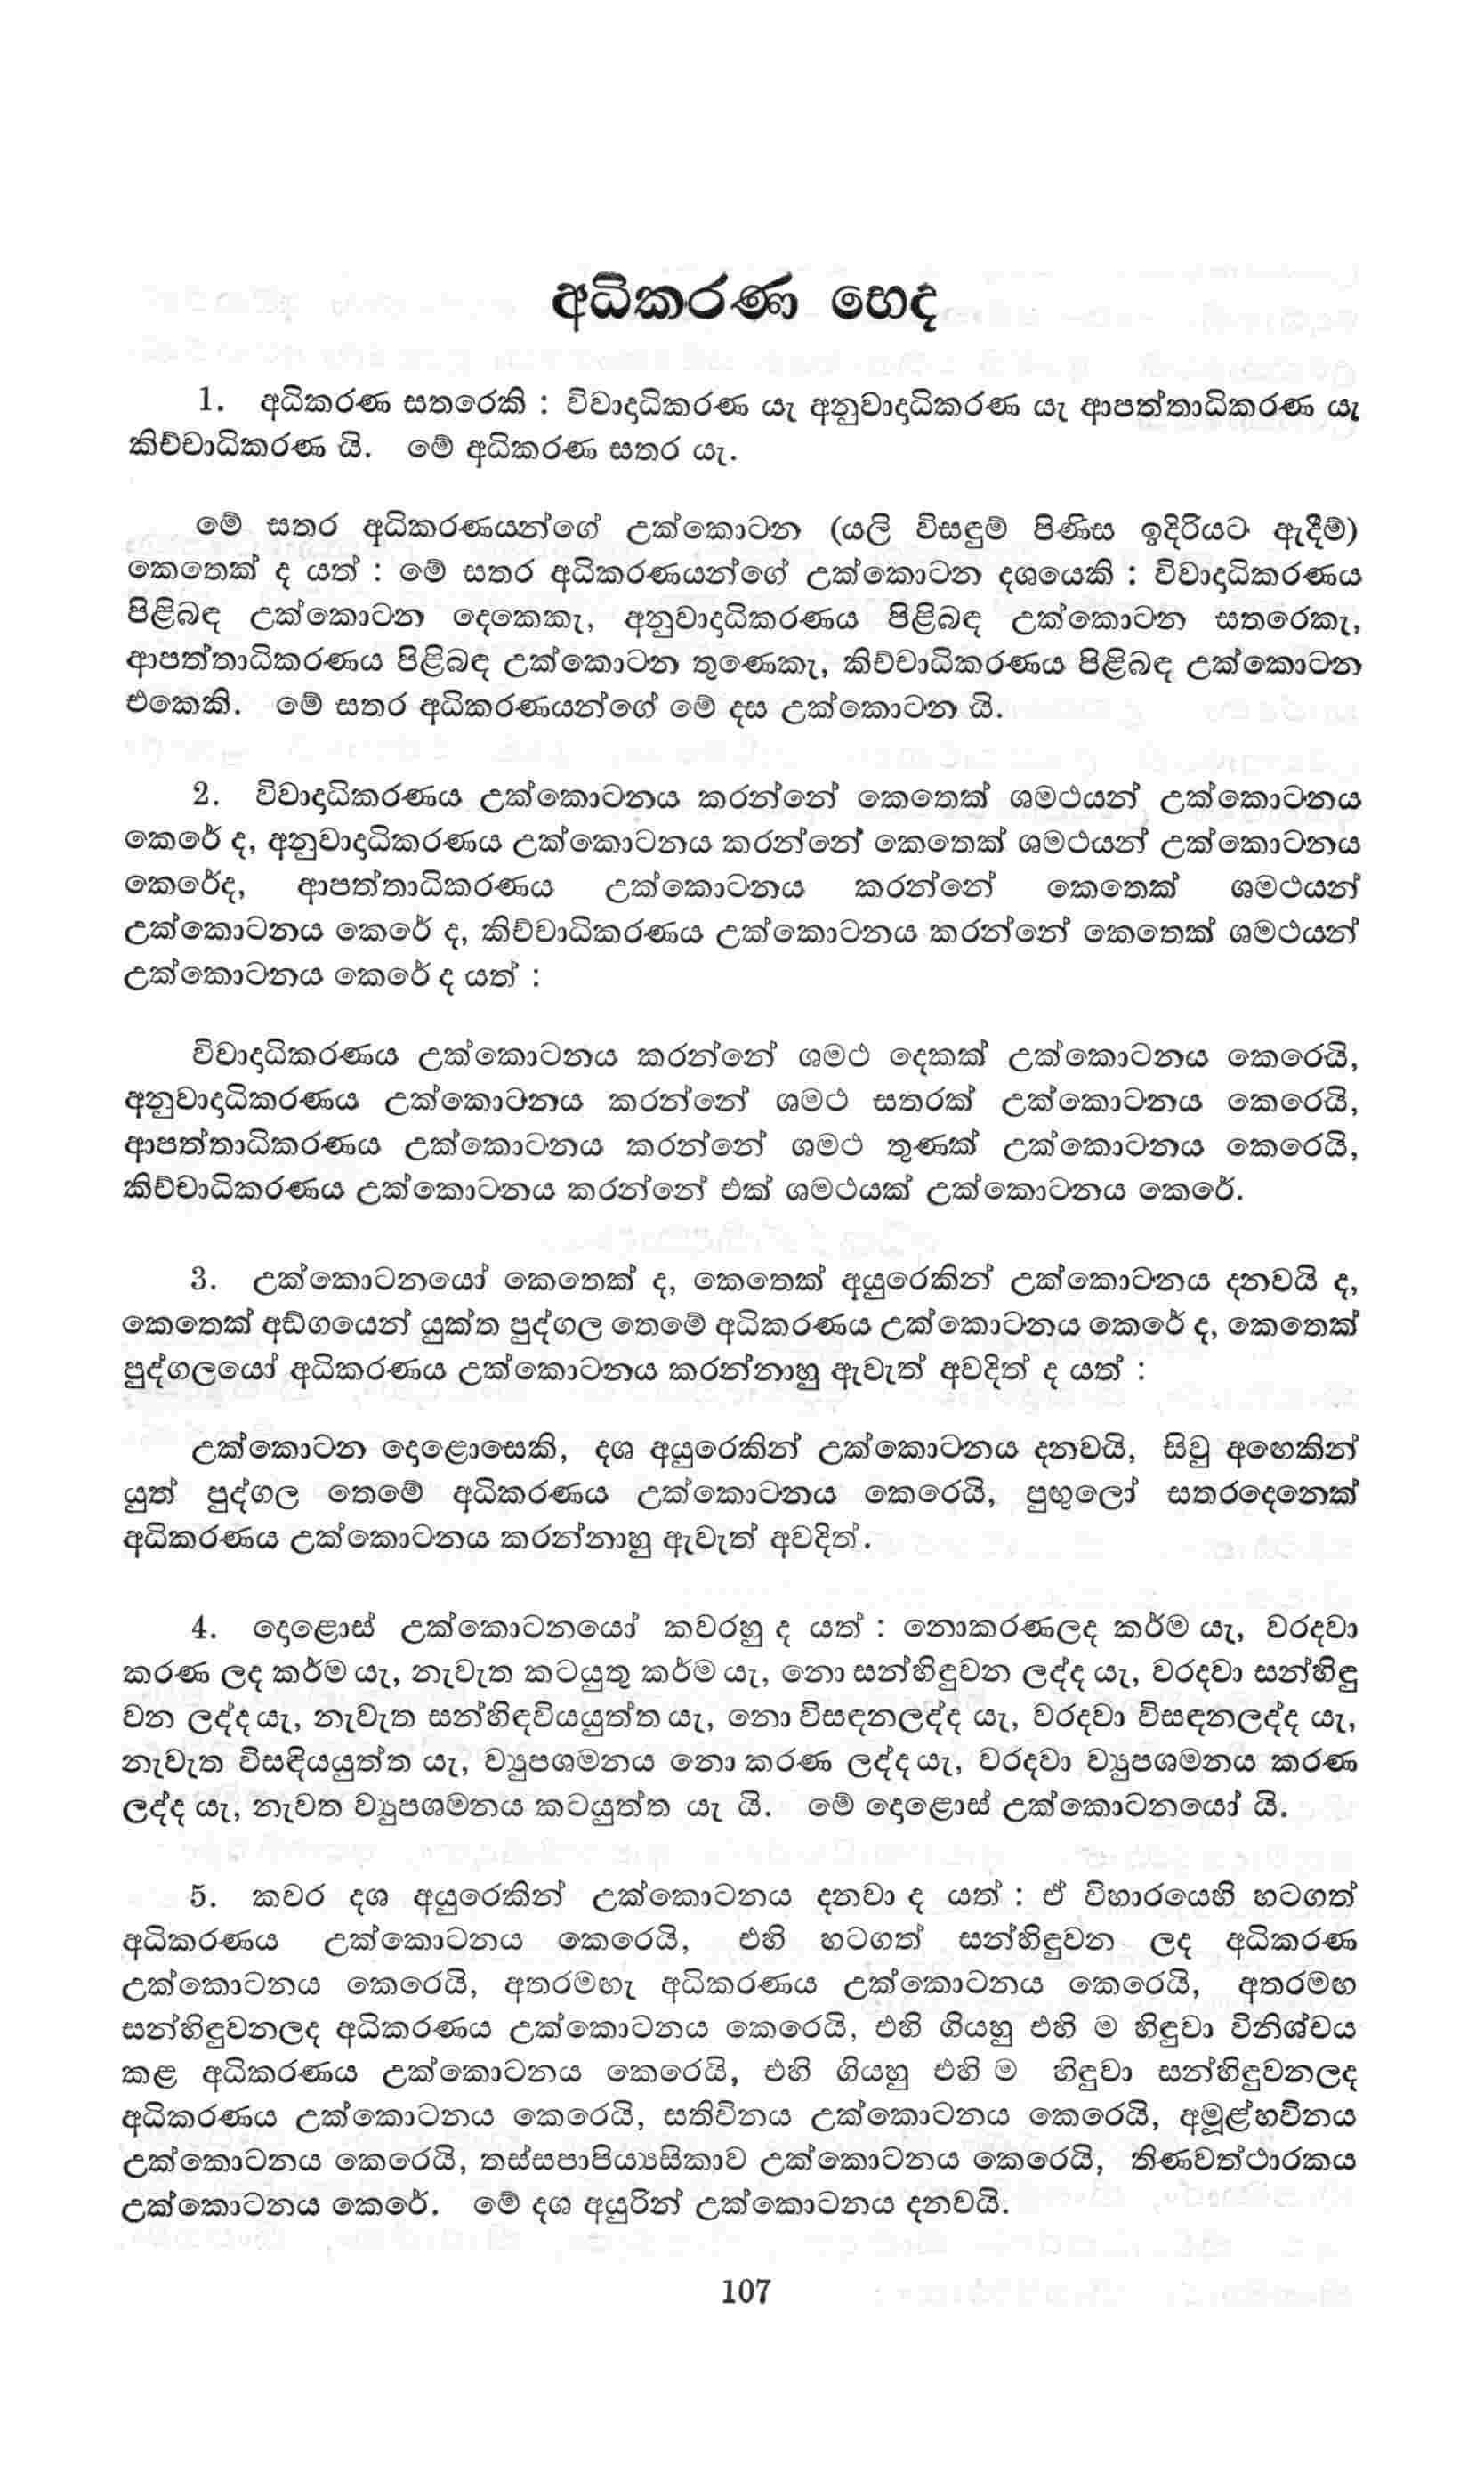 අධිකරණ භෙද
1. අධිකරණ සතරෙකි : විවාදාධිකරණ යැ අනුවාදාධිකරණ යැ ආපත්තාධිකරණ යැ
කිච්චාධිකරණ යි. මේ අධිකරණ සතර යැ.
මේ සතර අධිකරණයන්ගේ උක්කොටන (යලි විසඳුම් පිණිස ඉදිරියට ඇදීම්)
කෙතෙක් ද යත් : මේ සතර අධිකරණයන්ගේ උක්කොටන දශයෙකි : විවාදාධිකරණය
පිළිබඳ උක්කොටන දෙකෙකැ, අනුවාදාධිකරණය පිළිබඳ උක්කොටන සතරෙකැ,
ආපත්තාධිකරණය පිළිබඳ උක්කොටන තුණෙකැ, කිච්චාධිකරණය පිළිබඳ උක්කොටන
එකෙකි. මේ සතර අධිකරණයන්ගේ මේ දස උක්කොටන යි.
2. විවාදාධිකරණය උක්කොටනය කරන්නේ කෙතෙක් ශමථයන් උක්කොටනය
කෙරේ ද, අනුවාදාධිකරණය උක්කොටනය කරන්නේ කෙතෙක් ශමථයන් උක්කොටනය
කෙරේද, ආපත්තාධිකරණය උක්කොටනය කරන්නේ කෙතෙක් ශමථයන්
උක්කොටනය කෙරේ ද, කිච්චාධිකරණය උක්කොටනය කරන්නේ කෙතෙක් ශමථයන්
උක්කොටනය කෙරේ ද යත් :
විවාදාධිකරණය උක්කොටනය කරන්නේ ශමථ දෙකක් උක්කොටනය කෙරෙයි,
අනුවාදාධිකරණය උක්කොටනය කරන්නේ ශමථ සතරක් උක්කොටනය කෙරෙයි,
ආපත්තාධිකරණය උක්කොටනය කරන්නේ ශමථ තුණක් උක්කොටනය කෙරෙයි,
කිච්චාධිකරණය උක්කොටනය කරන්නේ එක් ශමථයක් උක්කොටනය කෙරේ.
3. උක්කොටනයෝ කෙතෙක් ද, කෙතෙක් අයුරෙකින් උක්කොටනය දනවයි ද,
කෙතෙක් අඞ්ගයෙන් යුක්ත පුද්ගල තෙමේ අධිකරණය උක්කොටනය කෙරේ ද, කෙතෙක්
පුද්ගලයෝ අධිකරණය උක්කොටනය කරන්නාහු ඇවැත් අවදිත් ද යත් :
උක්කොටන දොළොසෙකි, දශ අයුරෙකින් උක්කොටනය දනවයි, සිවු අඟෙකින්
යුත් පුද්ගල තෙමේ අධිකරණය උක්කොටනය කෙරෙයි, පුඟුලෝ සතරදෙනෙක්
අධිකරණය උක්කොටනය කරන්නාහු ඇවැත් අවදිත්.
4. දොළොස් උක්කොටනයෝ කවරහු ද යත් : නොකරණලද කර්ම යැ, වරදවා
කරණ ලද කර්ම යැ, නැවැත කටයුතු කර්ම යැ, නො සන්හිඳුවන ලද්ද යැ, වරදවා සන්හිඳු
වන ලද්ද යැ, නැවැත සන්හිඳවියයුත්ත යැ, නො විසඳනලද්ද යැ, වරදවා විසඳනලද්ද යැ,
නැවැත විසඳියයුත්ත යැ, ව්‍යුපශමනය නො කරණ ලද්ද යැ, වරදවා ව්‍යුපශමනය කරණ
ලද්ද යැ, නැවත ව්‍යුපශමනය කටයුත්ත යැ යි. මේ දොළොස් උක්කොටනයෝ යි.
5. කවර දශ අයුරෙකින් උක්කොටනය දනවා ද යත් : ඒ විහාරයෙහි හටගත්
අධිකරණය උක්කොටනය කෙරෙයි, එහි හටගත් සන්හිඳුවන ලද අධිකරණ
උක්කොටනය කෙරෙයි, අතරමඟැ අධිකරණය උක්කොටනය කෙරෙයි, අතරමඟ
සන්හිඳුවනලද අධිකරණය උක්කොටනය කෙරෙයි, එහි ගියහු එහි ම හිඳුවා විනිශ්චය
කළ අධිකරණය උක්කොටනය කෙරෙයි, එහි ගියහු එහි ම හිඳුවා සන්හිඳුවනලද
අධිකරණය උක්කොටනය කෙරෙයි, සතිවිනය උක්කොටනය කෙරෙයි, අමූළ්හවිනය
උක්කොටනය කෙරෙයි, තස්සපාපිය්‍යසිකාව උක්කොටනය කෙරෙයි, තිණවත්ථාරකය
උක්කොටනය කෙරේ. මේ දශ අයුරින් උක්කොටනය දනවයි.
107